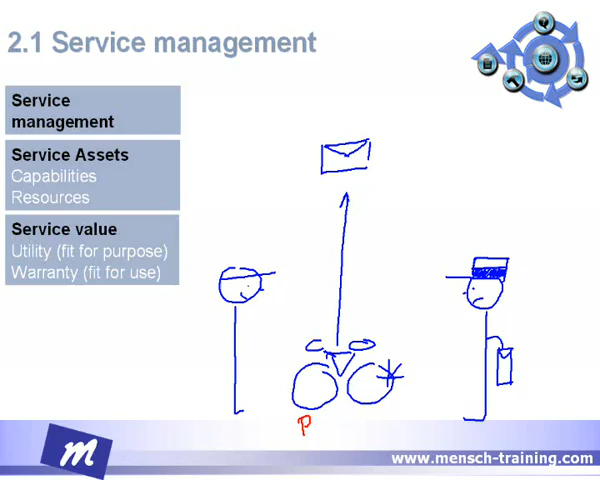 2.1 Service management
Service
management
Service Assets
Capabilities
Resources
Service value
Utility (fit for purpose)
Warranty (fit for use)
P
m
www.mensch-training.com